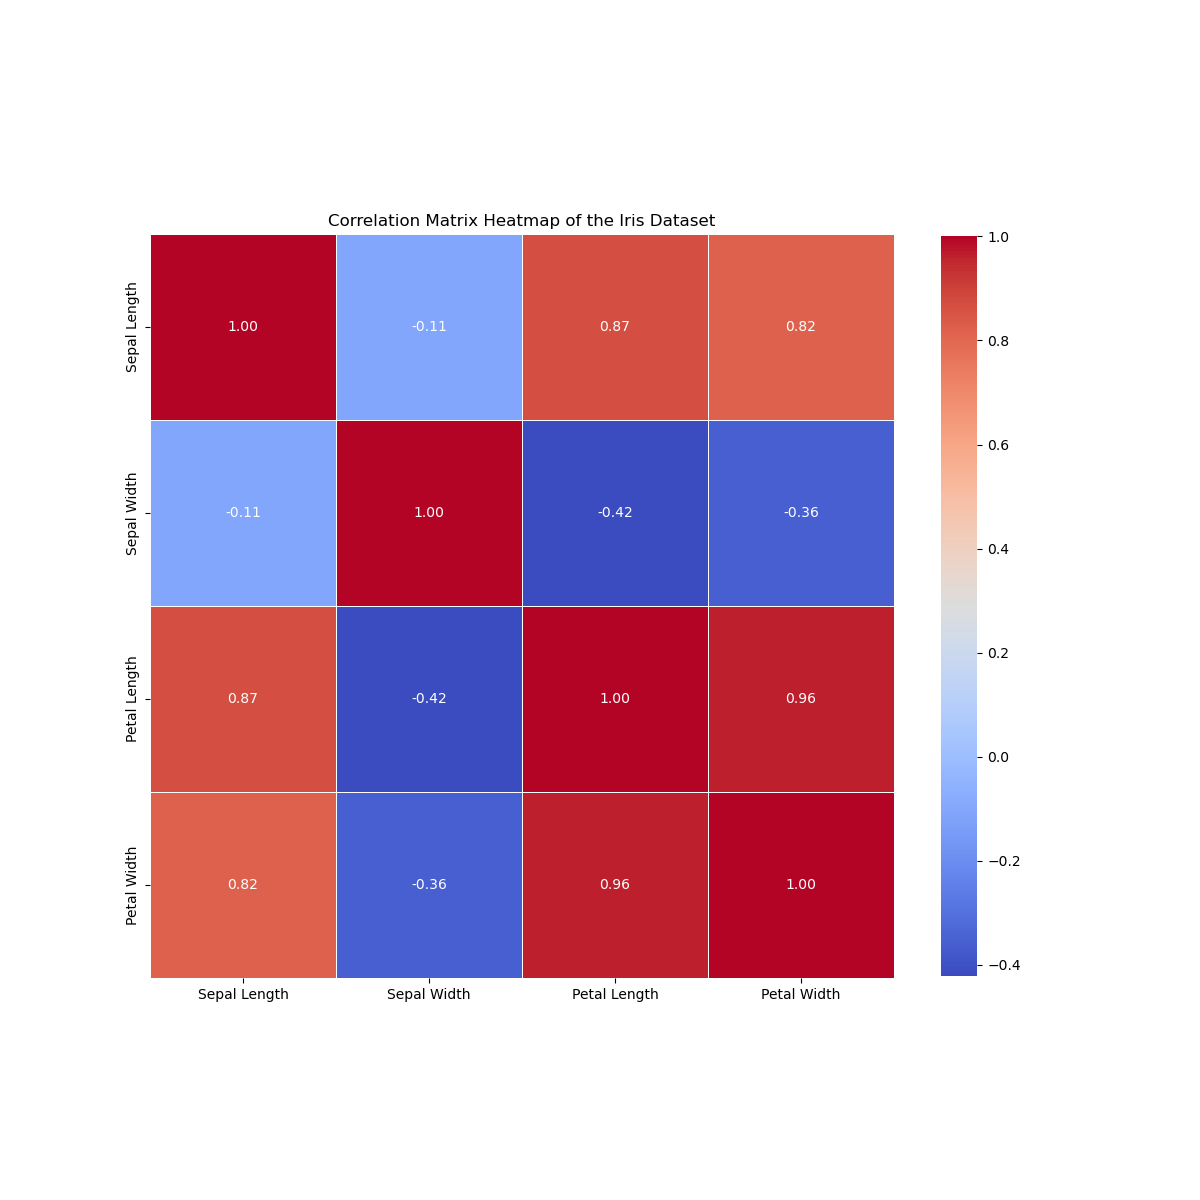 Correlation Matrix Heatmap of the Iris Dataset
Sepal Length
1.00 -0.11 0.87 0.82
Sepal Width
-0.11 1.00 -0.42 -0.36
Petal Length
0.87 -0.42 1.00 0.96
Petal Width
0.82 -0.36 0.96 1.00
Sepal Length Sepal Width Petal Length Petal Width
1.0
0.8
0.6
0.4
0.2
0.0
−0.2
−0.4